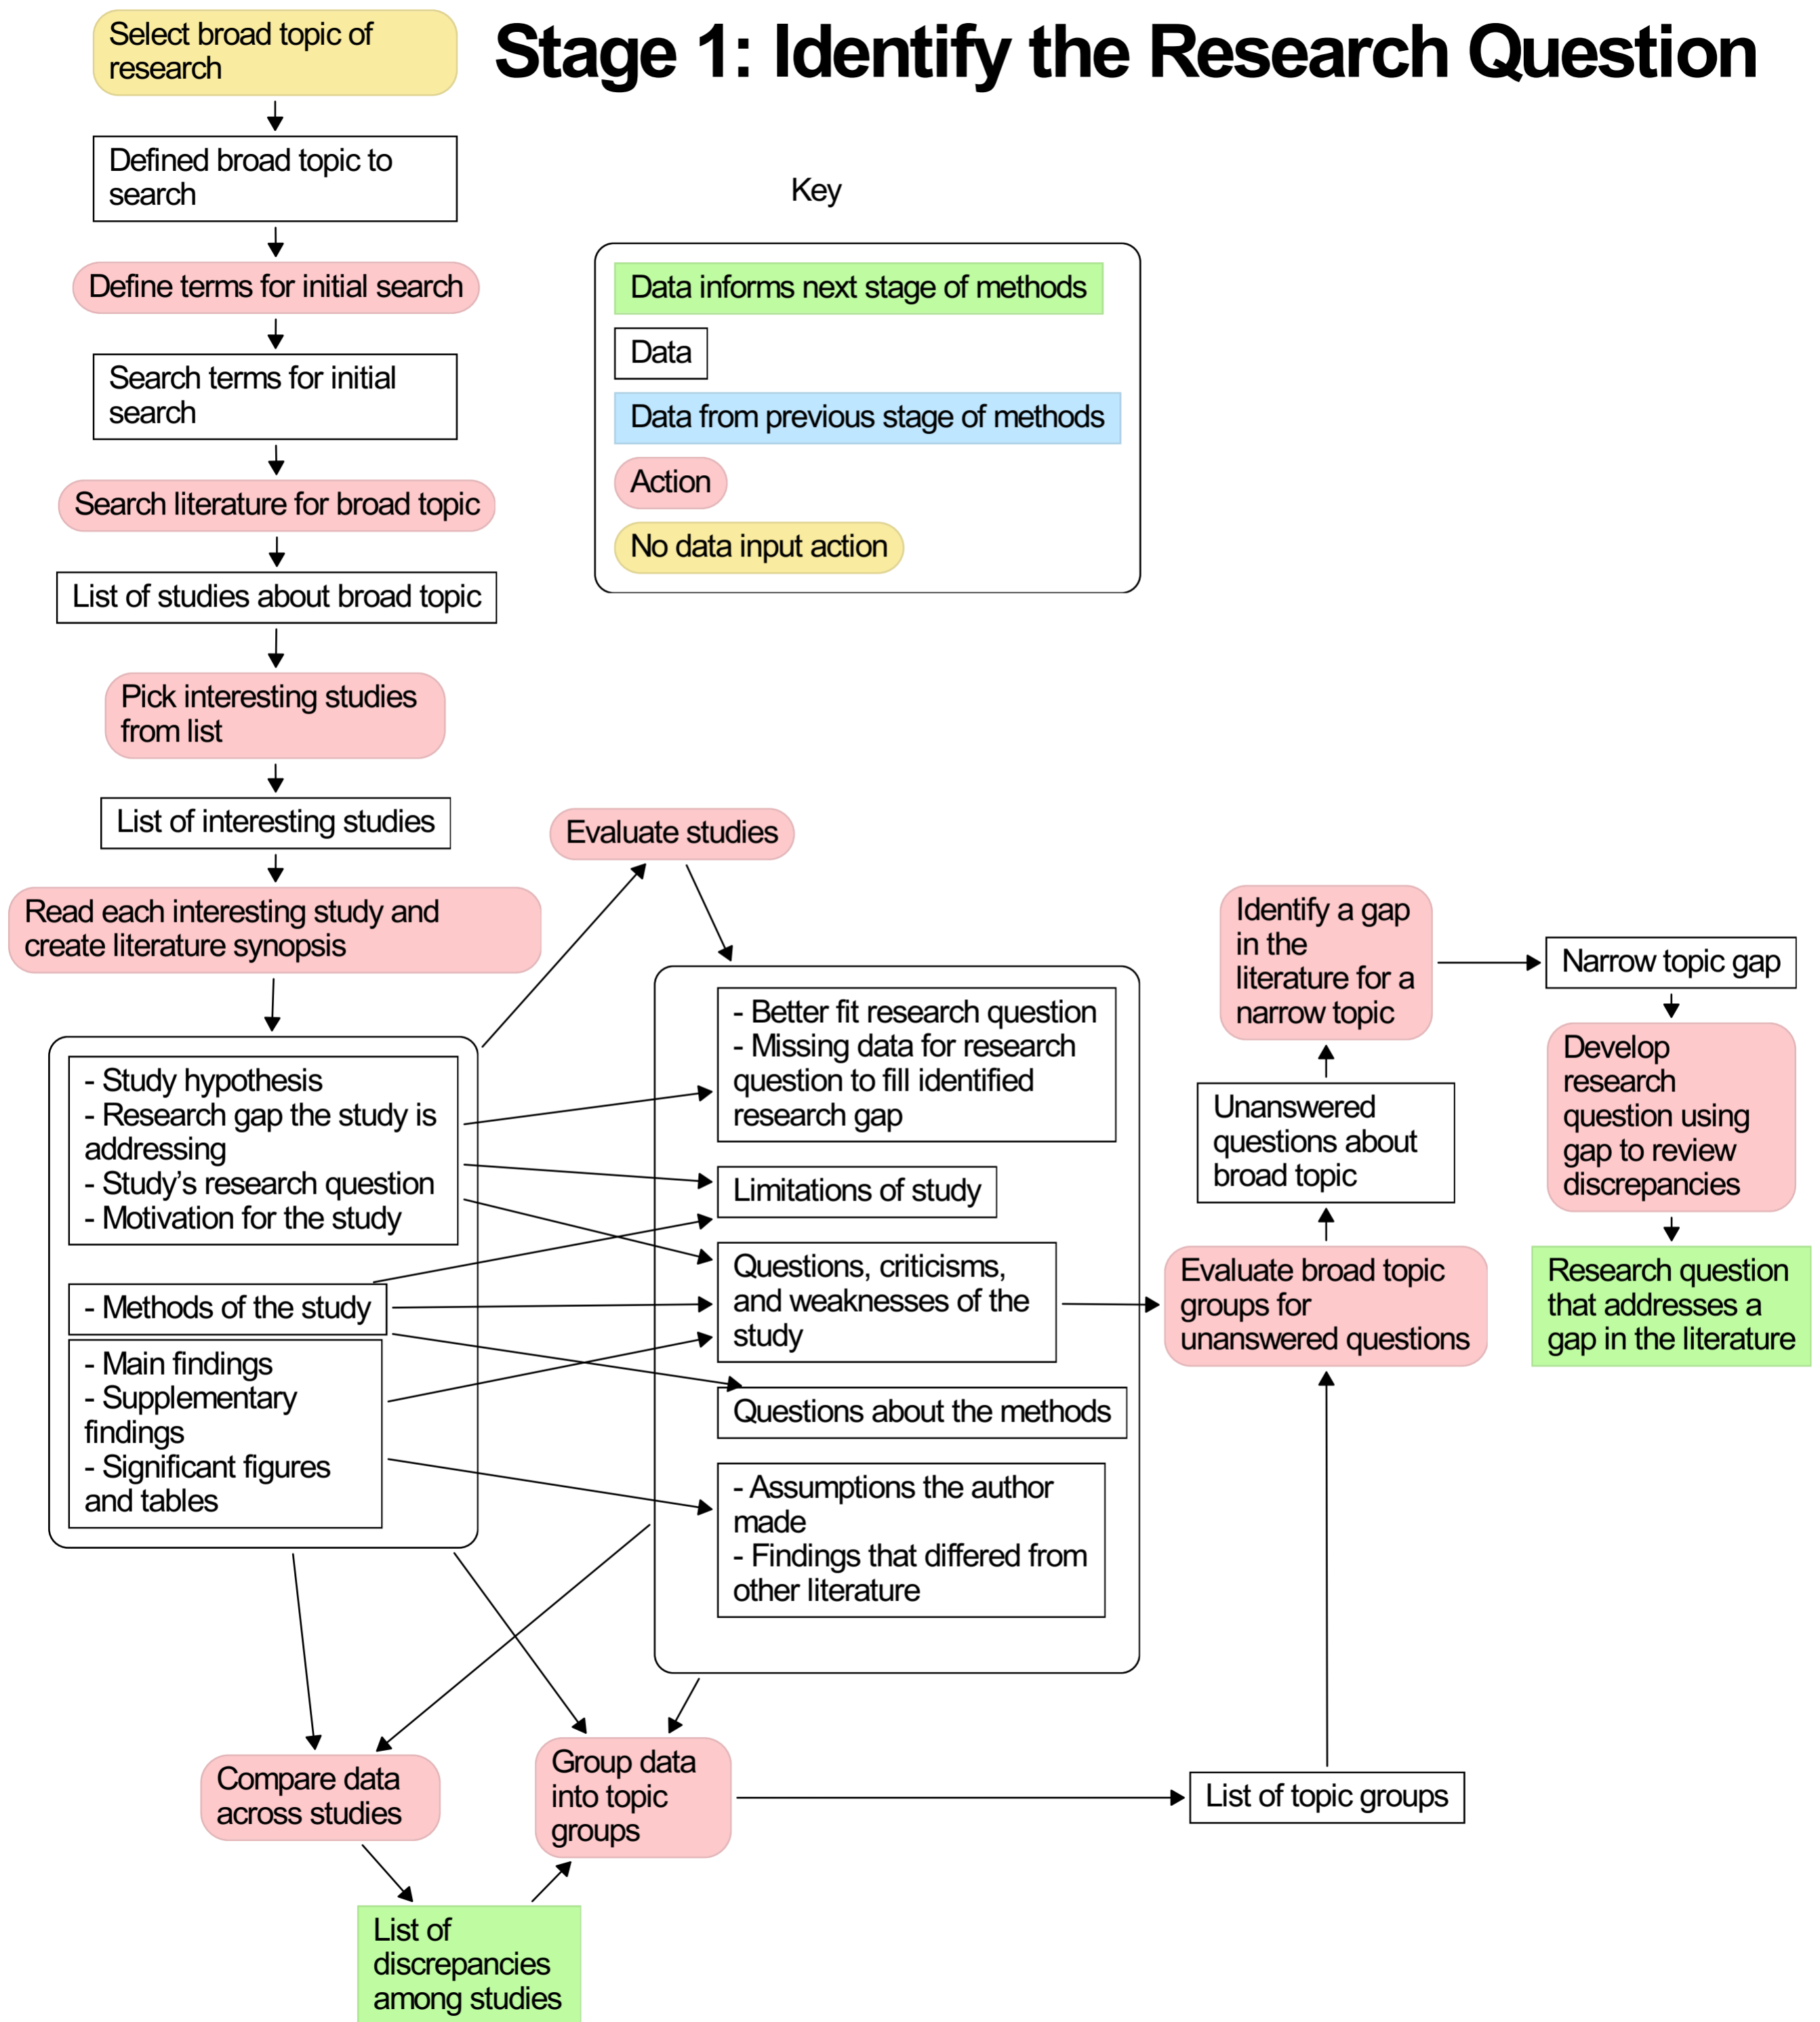 Stage 1: Identify the Research Question
Select broad topic of
research
Defined broad topic to
search
Define terms for initial search
Search terms for initial
search
Search literature for broad topic
List of studies about broad topic
Pick interesting studies
from list
List of interesting studies
Read each interesting study and
create literature synopsis
Key
Data informs next stage of methods
Data
Data from previous stage of methods
Action
No data input action
- Study hypothesis
- Research gap the study is
addressing
- Study’s research question
- Motivation for the study
- Methods of the study
- Main findings
- Supplementary
findings
- Significant figures
and tables
Evaluate studies
- Better fit research question
- Missing data for research
question to fill identified
research gap
Limitations of study
Questions, criticisms,
and weaknesses of the
study
Questions about the methods
- Assumptions the author
made
- Findings that differed from
other literature
Compare data
across studies
List of
discrepancies
among studies
Group data
into topic
groups
List of topic groups
Evaluate broad topic
groups for
unanswered questions
Unanswered
questions about
broad topic
Identify a gap
in the
literature for a
narrow topic
Narrow topic gap
Develop
research
question using
gap to review
discrepancies
Research question
that addresses a
gap in the literature